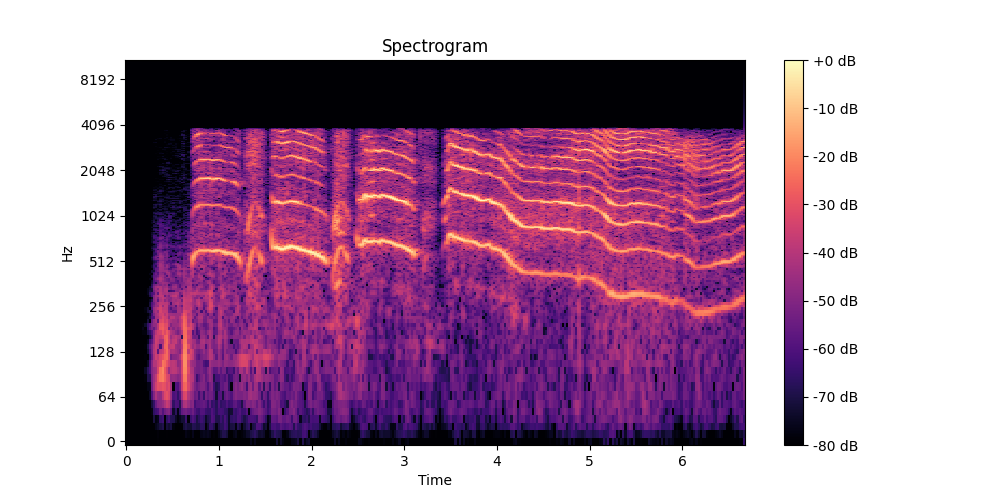 Spectrogram
8192
4096
2048
1024
512
256
128
64
0
Hz
0 1 2 3 4 5 6
Time
+0 dB
-10 dB
-20 dB
-30 dB
-40 dB
-50 dB
-60 dB
-70 dB
-80 dB